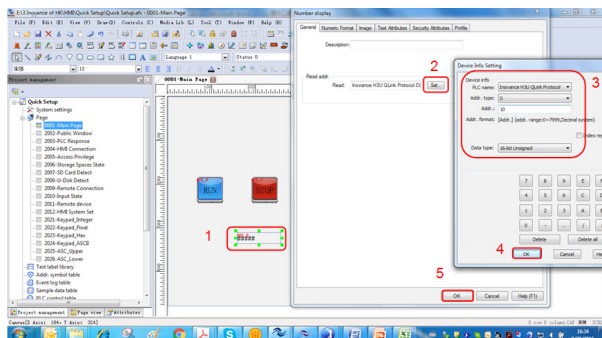 E:\3 Inovance of HK\HMI\Quick Setup\Quick Setup.afs - 0001-Main Page
File (F) Edit (E) View (V) Draw(D) Controls (C) Media Lib (L) Tool (T) Window (W) Help (H)
Language 1
Status 0
宋体
12
B
Project management
Quick Setup
System settings
Page
0001-Main Page
2002-Public Window
2003-PLC Response
2004-HMI Connection
2005-Access Privilege
2006-Storage Spaces State
2007-SD Card Detect
2008-U-Disk Detect
2009-Remote Connection
2010-Input State
2011-Remote device
2012-HMI System Set
2021-Keypad_Integer
2022-Keypad_Float
2023-Keypad_Hex
2024-Keypad_ASCII
2025-ASC_Upper
2026-ASC_Lower
Text label library
Addr. symbol table
Event log table
Sample data table
PLC control table
Project management
Page view
Attributes
0001-Main Page
RUN
STOP
1
#####
Number display
General
Numeric Format
Image
Text Attributes
Security Attributes
Profile
Description:
2
Read addr.
Read:
Inovance H3U QLink Protocol:D(
Set..
5
OK
Cancel
Help (F1)
Device Info Setting
3
Device info
PLC name:
Inovance H3U QLink Protocol
Addr. type:
D
Addr.:
10
Addr. format:
[Addr.] (addr. range:0~7999,Decimal system)
Index reg
Data type:
16-bit Unsigned
7 8 9 E
4 5 6 C
1 2 3 A
0 - . /
Delete
Delete all
4
OK
Cancel
16:34